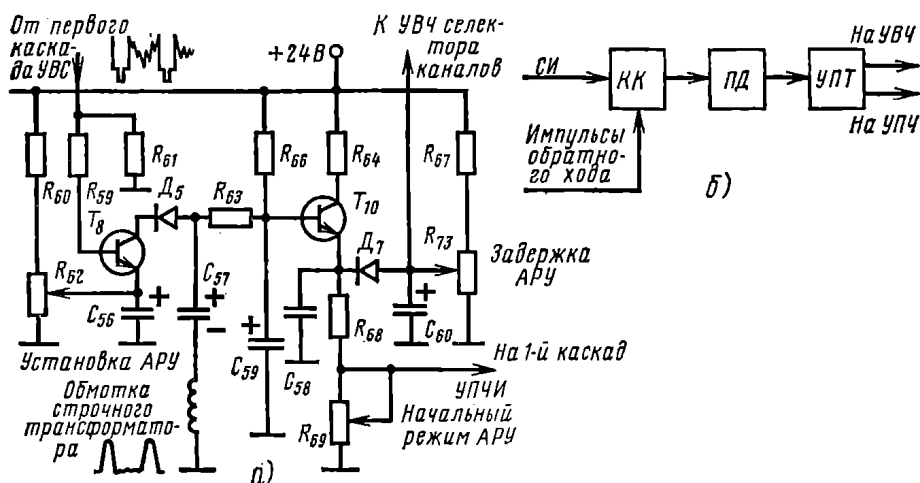 От первого
каска-
да УВС
+24В
К УВЧ селек-
тора
каналов
R60
R59
R61
Д5
R63
R66
R64
R67
T8
T10
Д7
R73
Задержка
АРУ
R62
C56
+
C57
+
−
+
C59
C58
R68
+
C60
Установка АРУ
Обмотка
строчного
трансформато-
ра
R69
На 1-й каскад
УПЧИ
Начальный
режим АРУ
а)
СИ
КК
ПД
УПТ
На УВЧ
На УПЧ
Импульсы
обратно-
го хода
б)